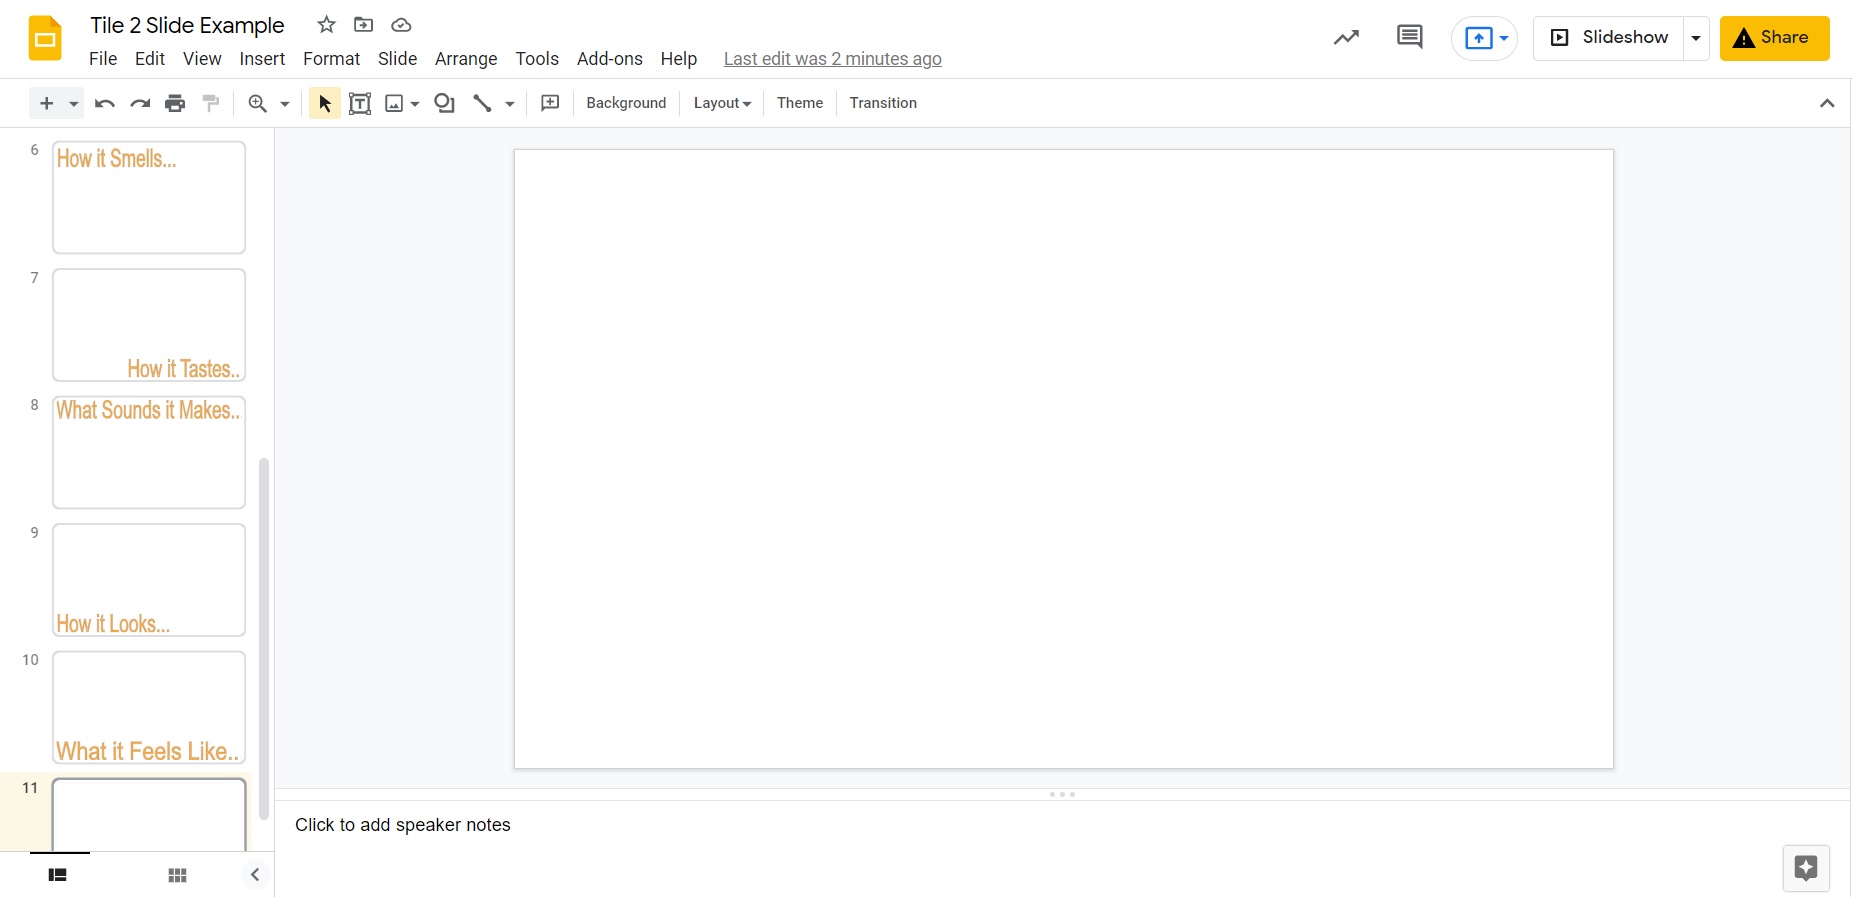 Tile 2 Slide Example
File Edit View Insert Format Slide Arrange Tools Add-ons Help Last edit was 2 minutes ago
Slideshow
Share
Background Layout Theme Transition
6
How it Smells...
7
How it Tastes..
8
What Sounds it Makes..
9
How it Looks...
10
What it Feels Like..
11
Click to add speaker notes